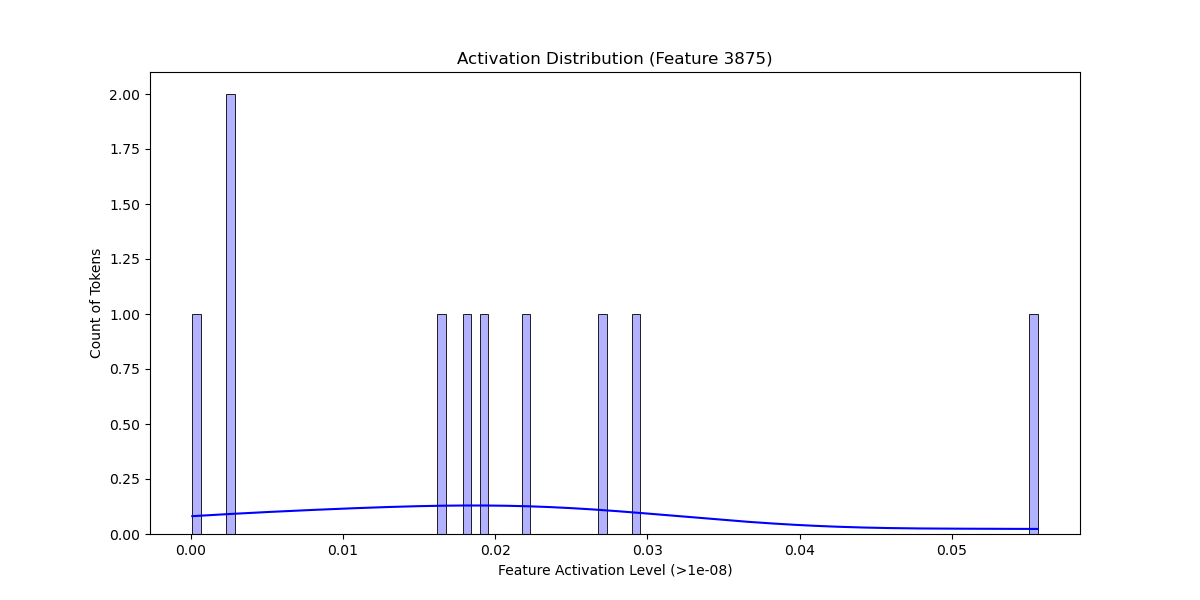 Activation Distribution (Feature 3875)
Count of Tokens
2.00
1.75
1.50
1.25
1.00
0.75
0.50
0.25
0.00
0.00 0.01 0.02 0.03 0.04 0.05
Feature Activation Level (>1e-08)